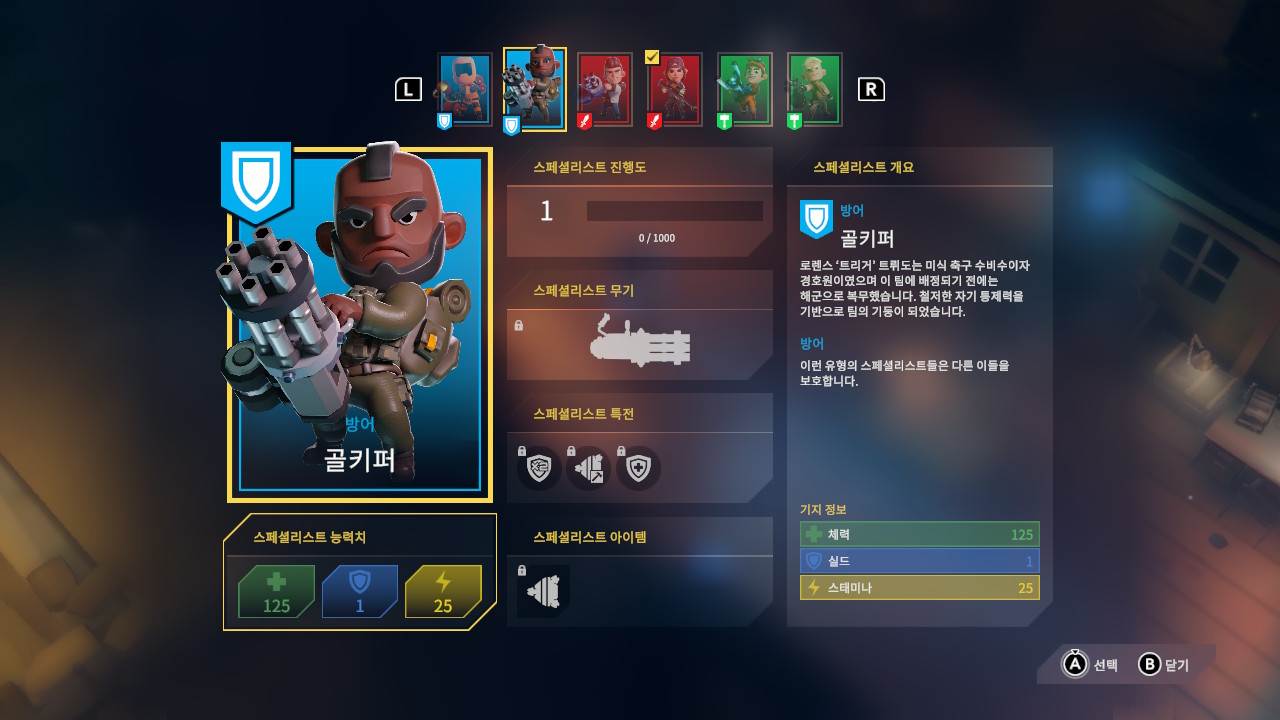 L
R
방어
골키퍼
스페셜리스트 능력치
125
1
25
스페셜리스트 진행도
1
0 / 1000
스페셜리스트 무기
스페셜리스트 특전
스페셜리스트 아이템
스페셜리스트 개요
방어
골키퍼
로렌스 '트리거' 트뤼도는 미식 축구 수비수이자
경호원이였으며 이 팀에 배정되기 전에는
해군으로 복무했습니다. 철저한 자기 통제력을
기반으로 팀의 기둥이 되었습니다.
방어
이런 유형의 스페셜리스트들은 다른 이들을
보호합니다.
기지 정보
체력 125
실드 1
스태미나 25
A 선택 B 닫기